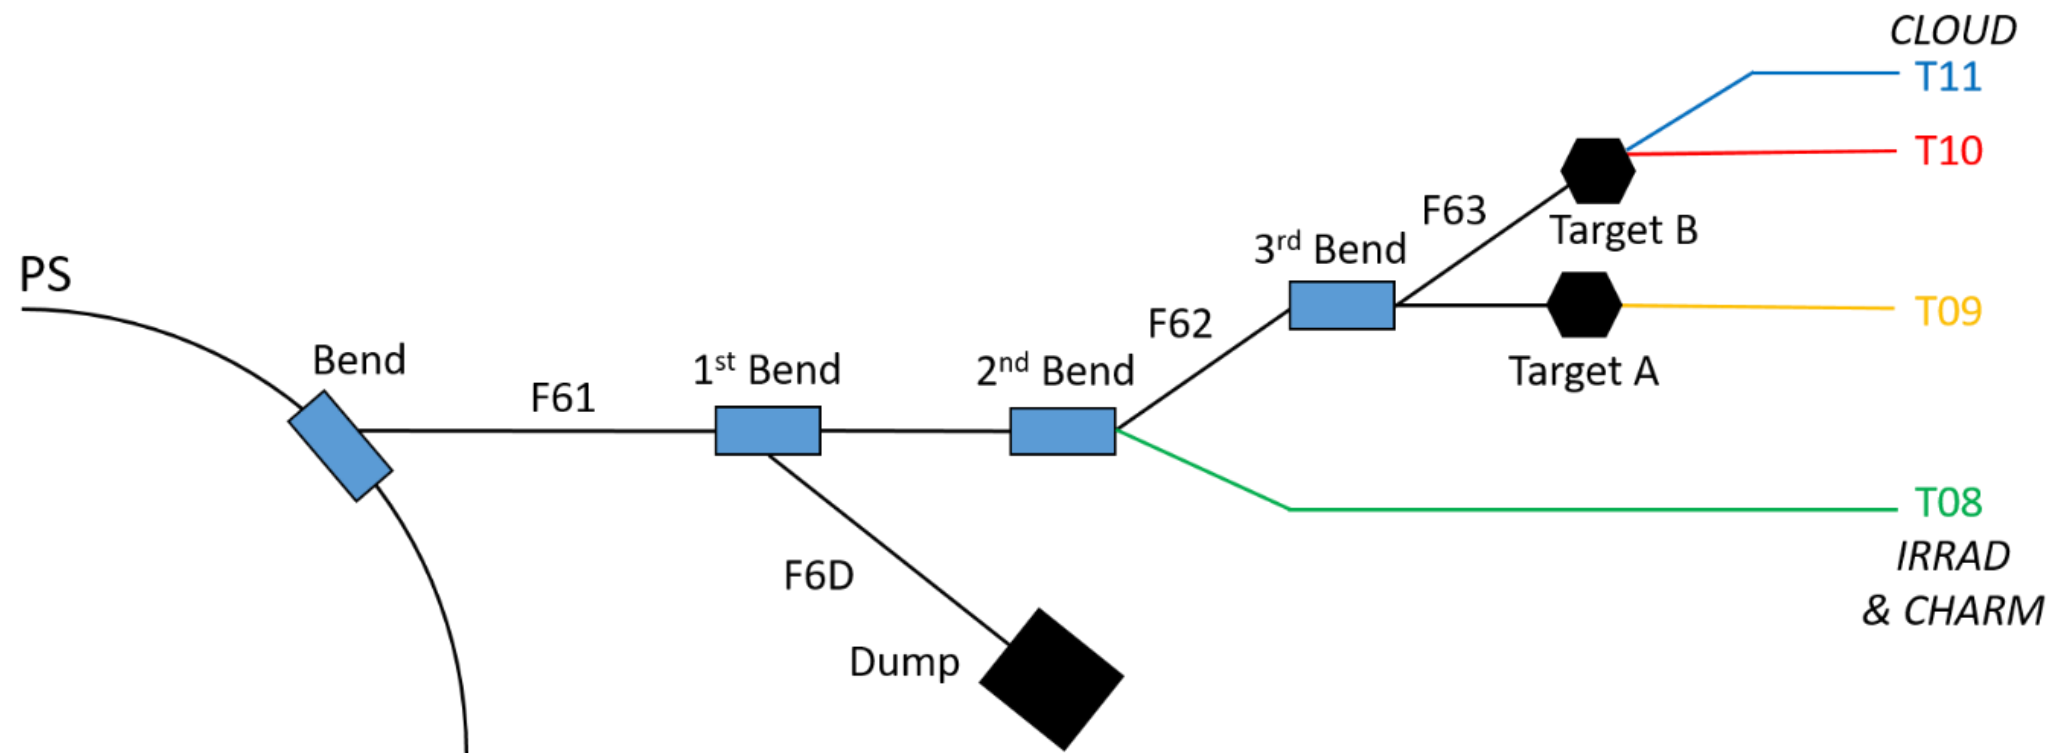 CLOUD
T11
T10
F63
Target B
PS
3rd Bend
T09
F62
Bend
1st Bend
2nd Bend
Target A
F61
T08
IRRAD
& CHARM
F6D
Dump